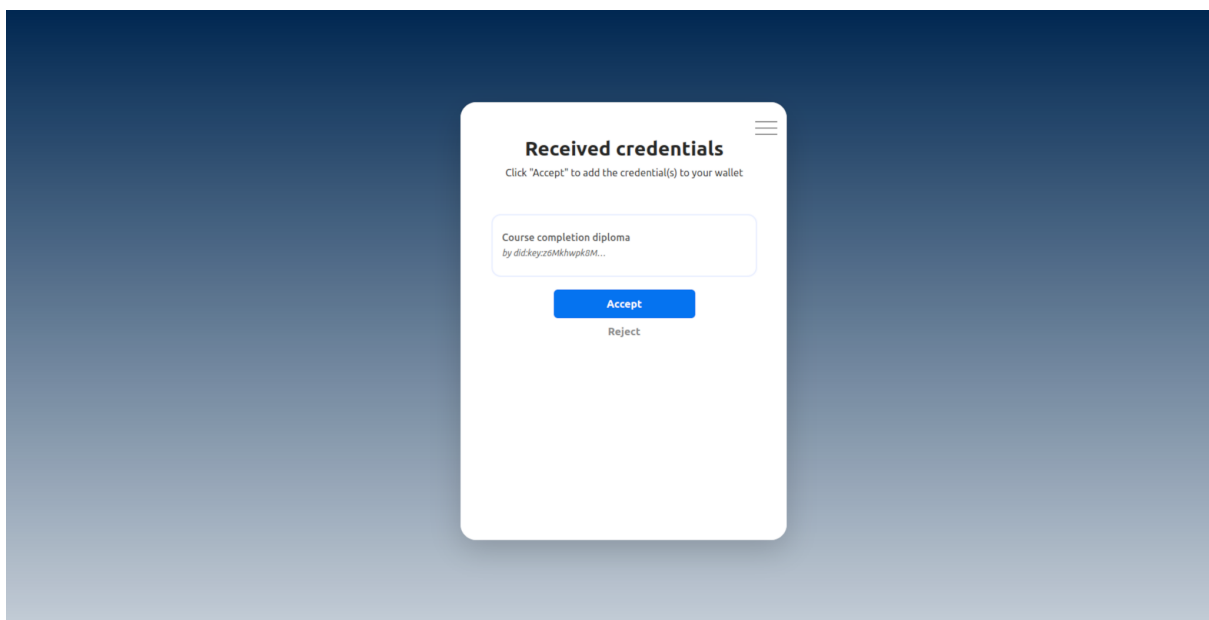 Received credentials
Click "Accept" to add the credential(s) to your wallet
Course completion diploma
by did:key:z6Mkhwpk8M...
Accept
Reject